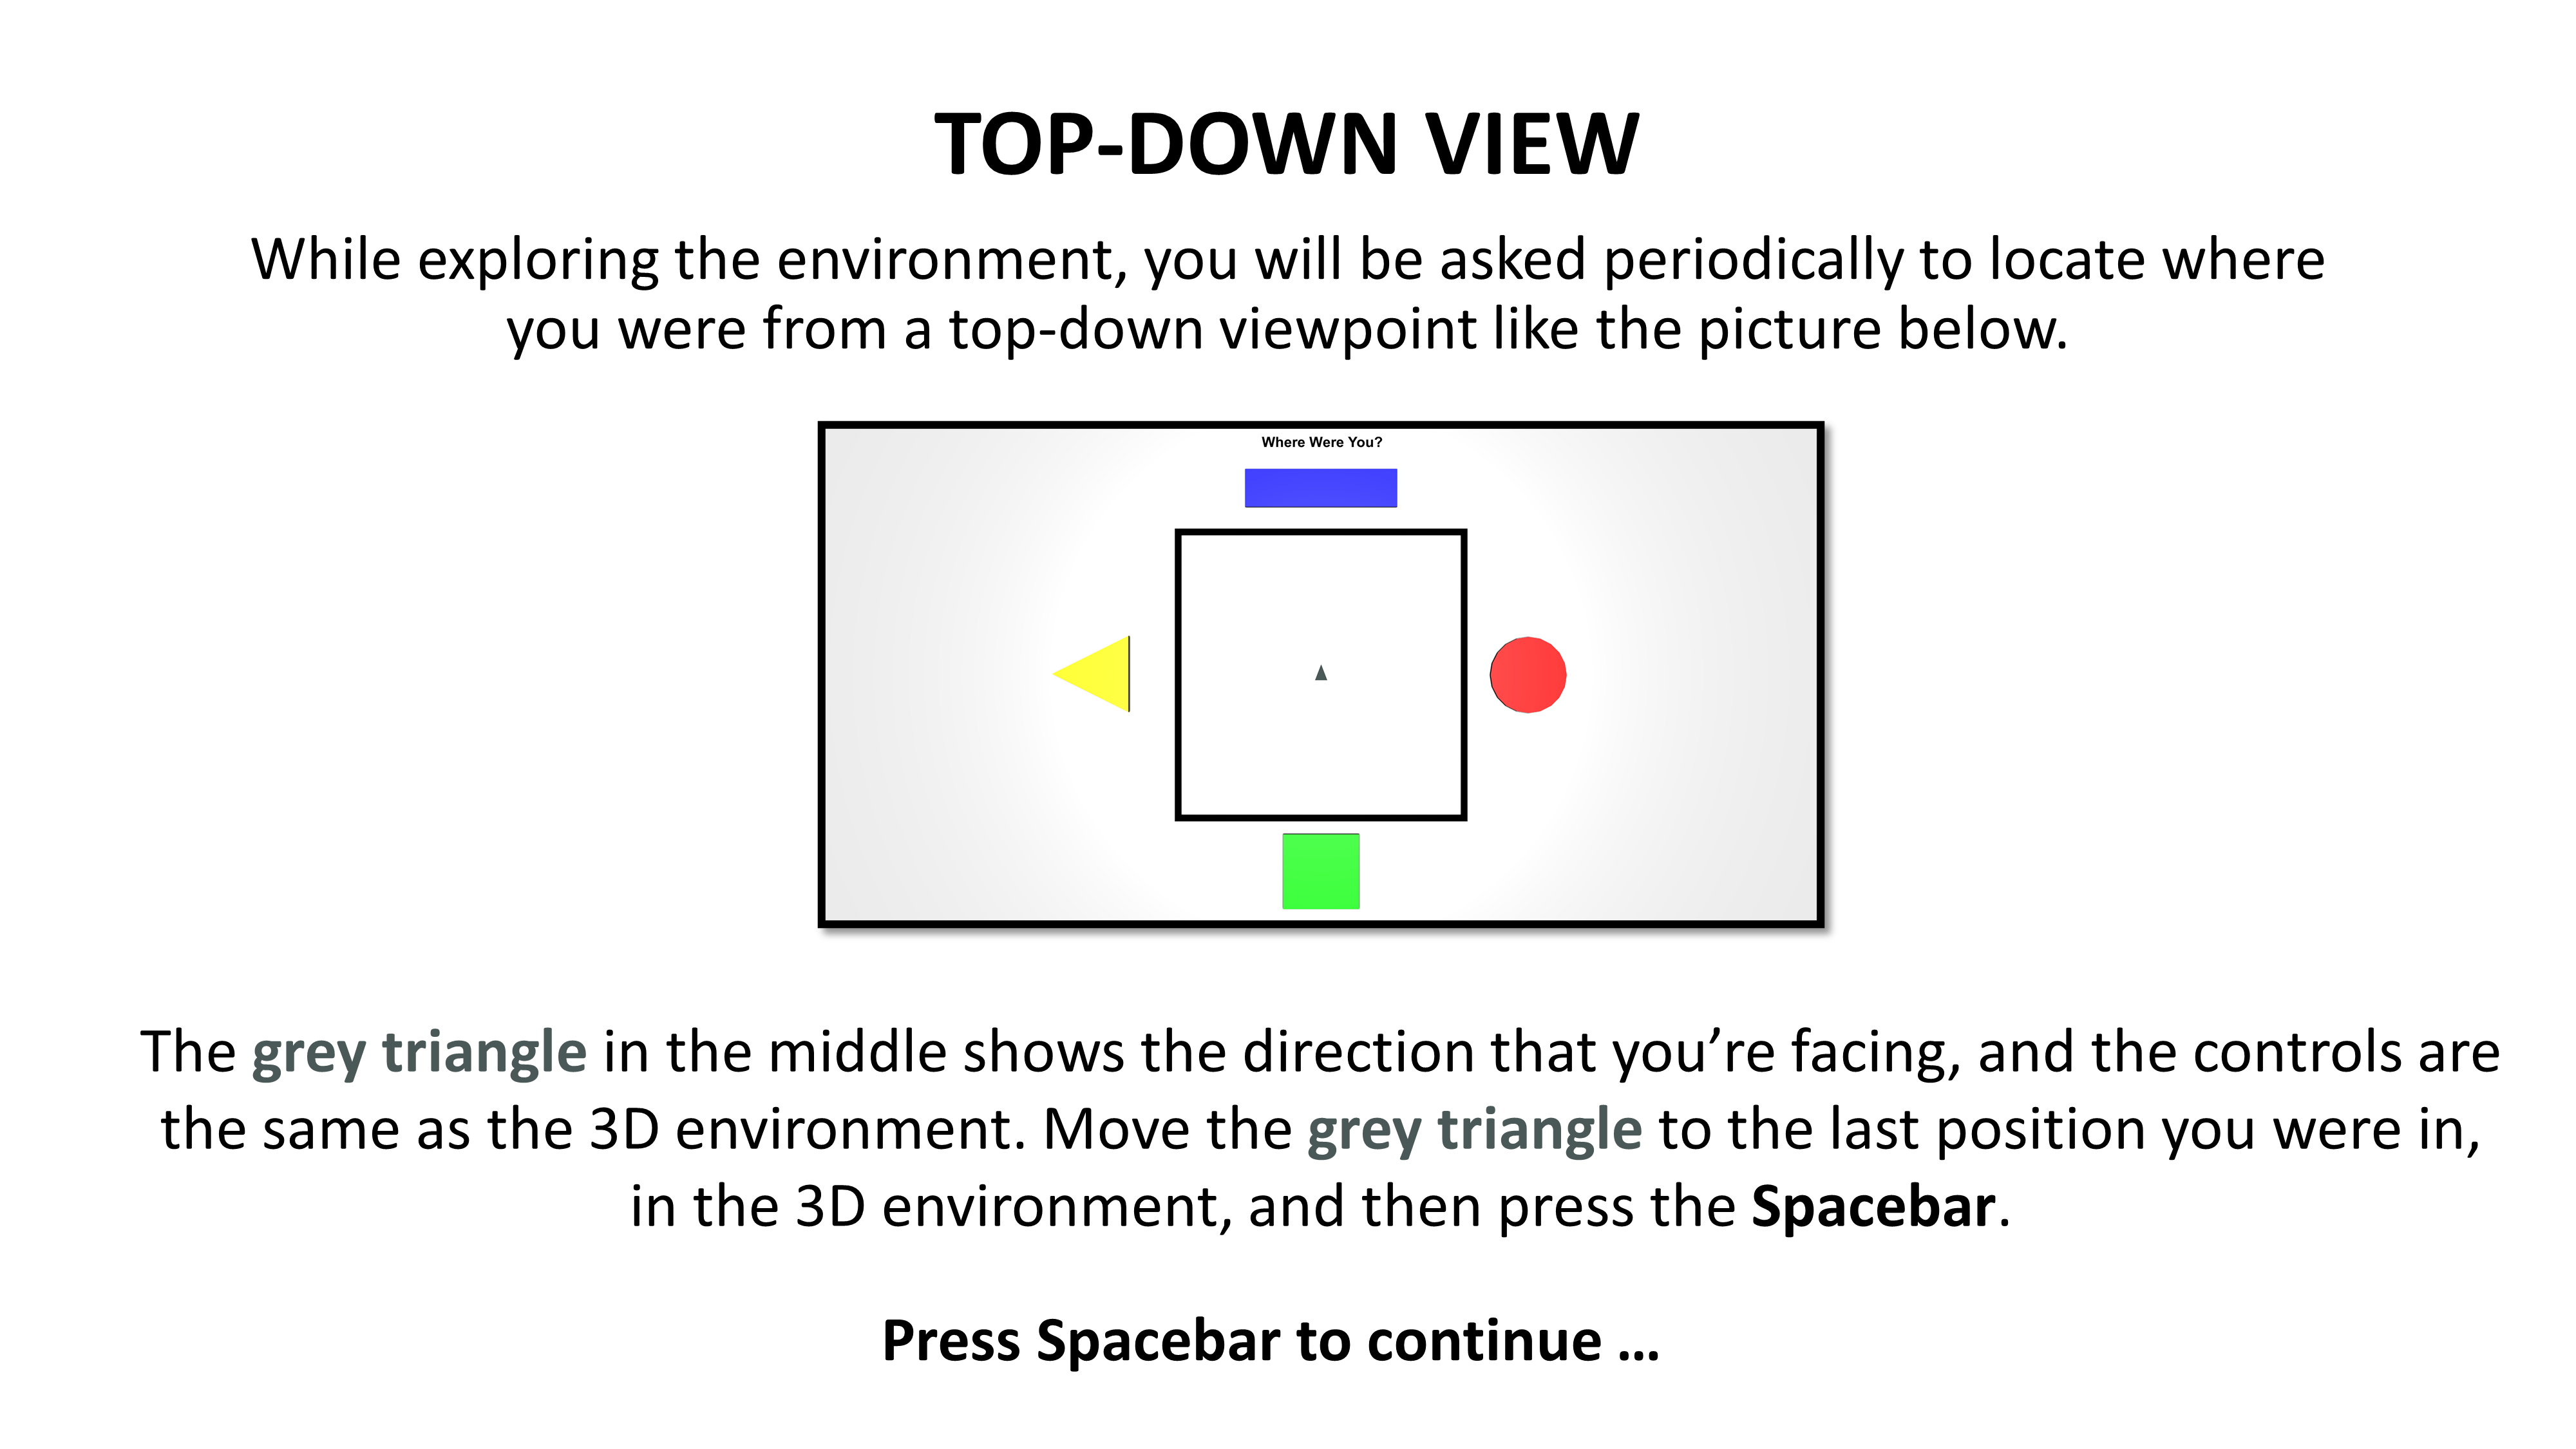 TOP-DOWN VIEW
While exploring the environment, you will be asked periodically to locate where
you were from a top-down viewpoint like the picture below.
Where Were You?
The grey triangle in the middle shows the direction that you’re facing, and the controls are
the same as the 3D environment. Move the grey triangle to the last position you were in,
in the 3D environment, and then press the Spacebar.
Press Spacebar to continue …